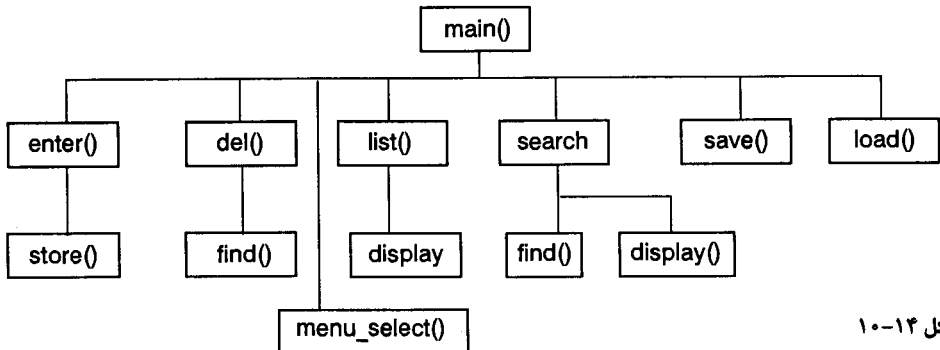 main()
enter() del() list() search save() load()
store() find() display find() display()
menu_select()
۱۰-۱۴